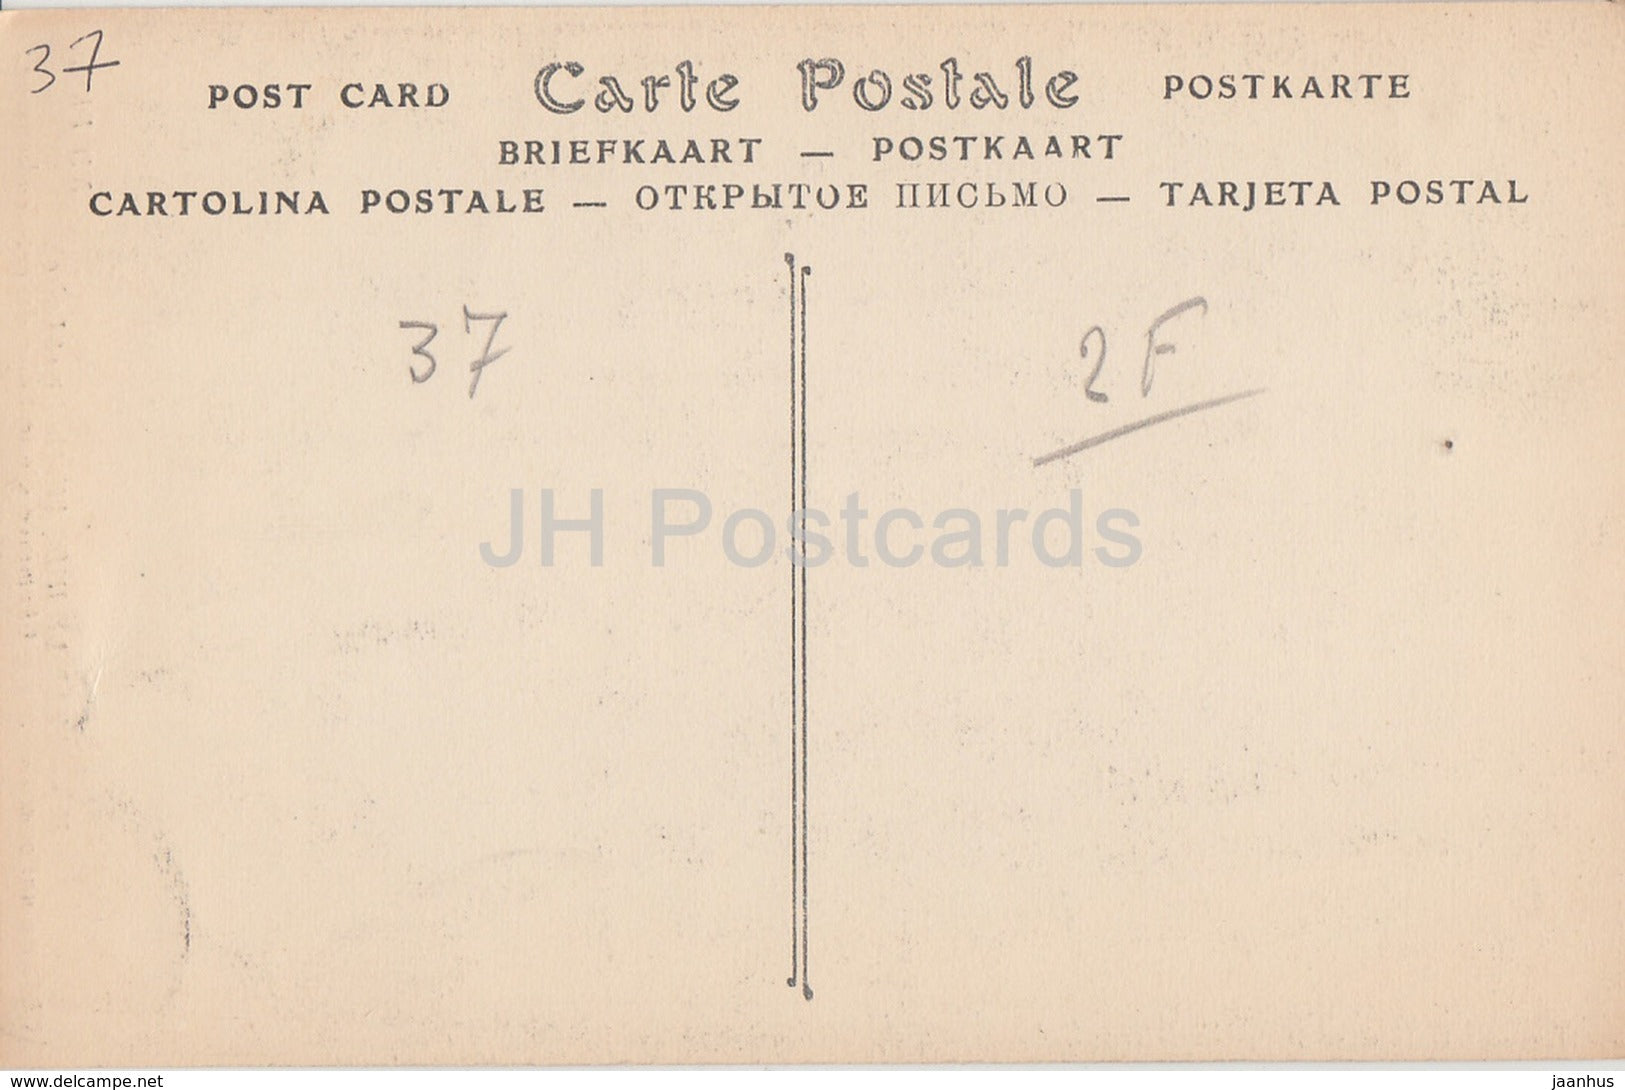 37
POST CARD Carte Postale POSTKARTE
BRIEFKAART — POSTKAART
CARTOLINA POSTALE — ОТКРЫТОЕ ПИСЬМО — TARJETA POSTAL
37 2F
JH Postcards
www.delcampe.net jaanhus